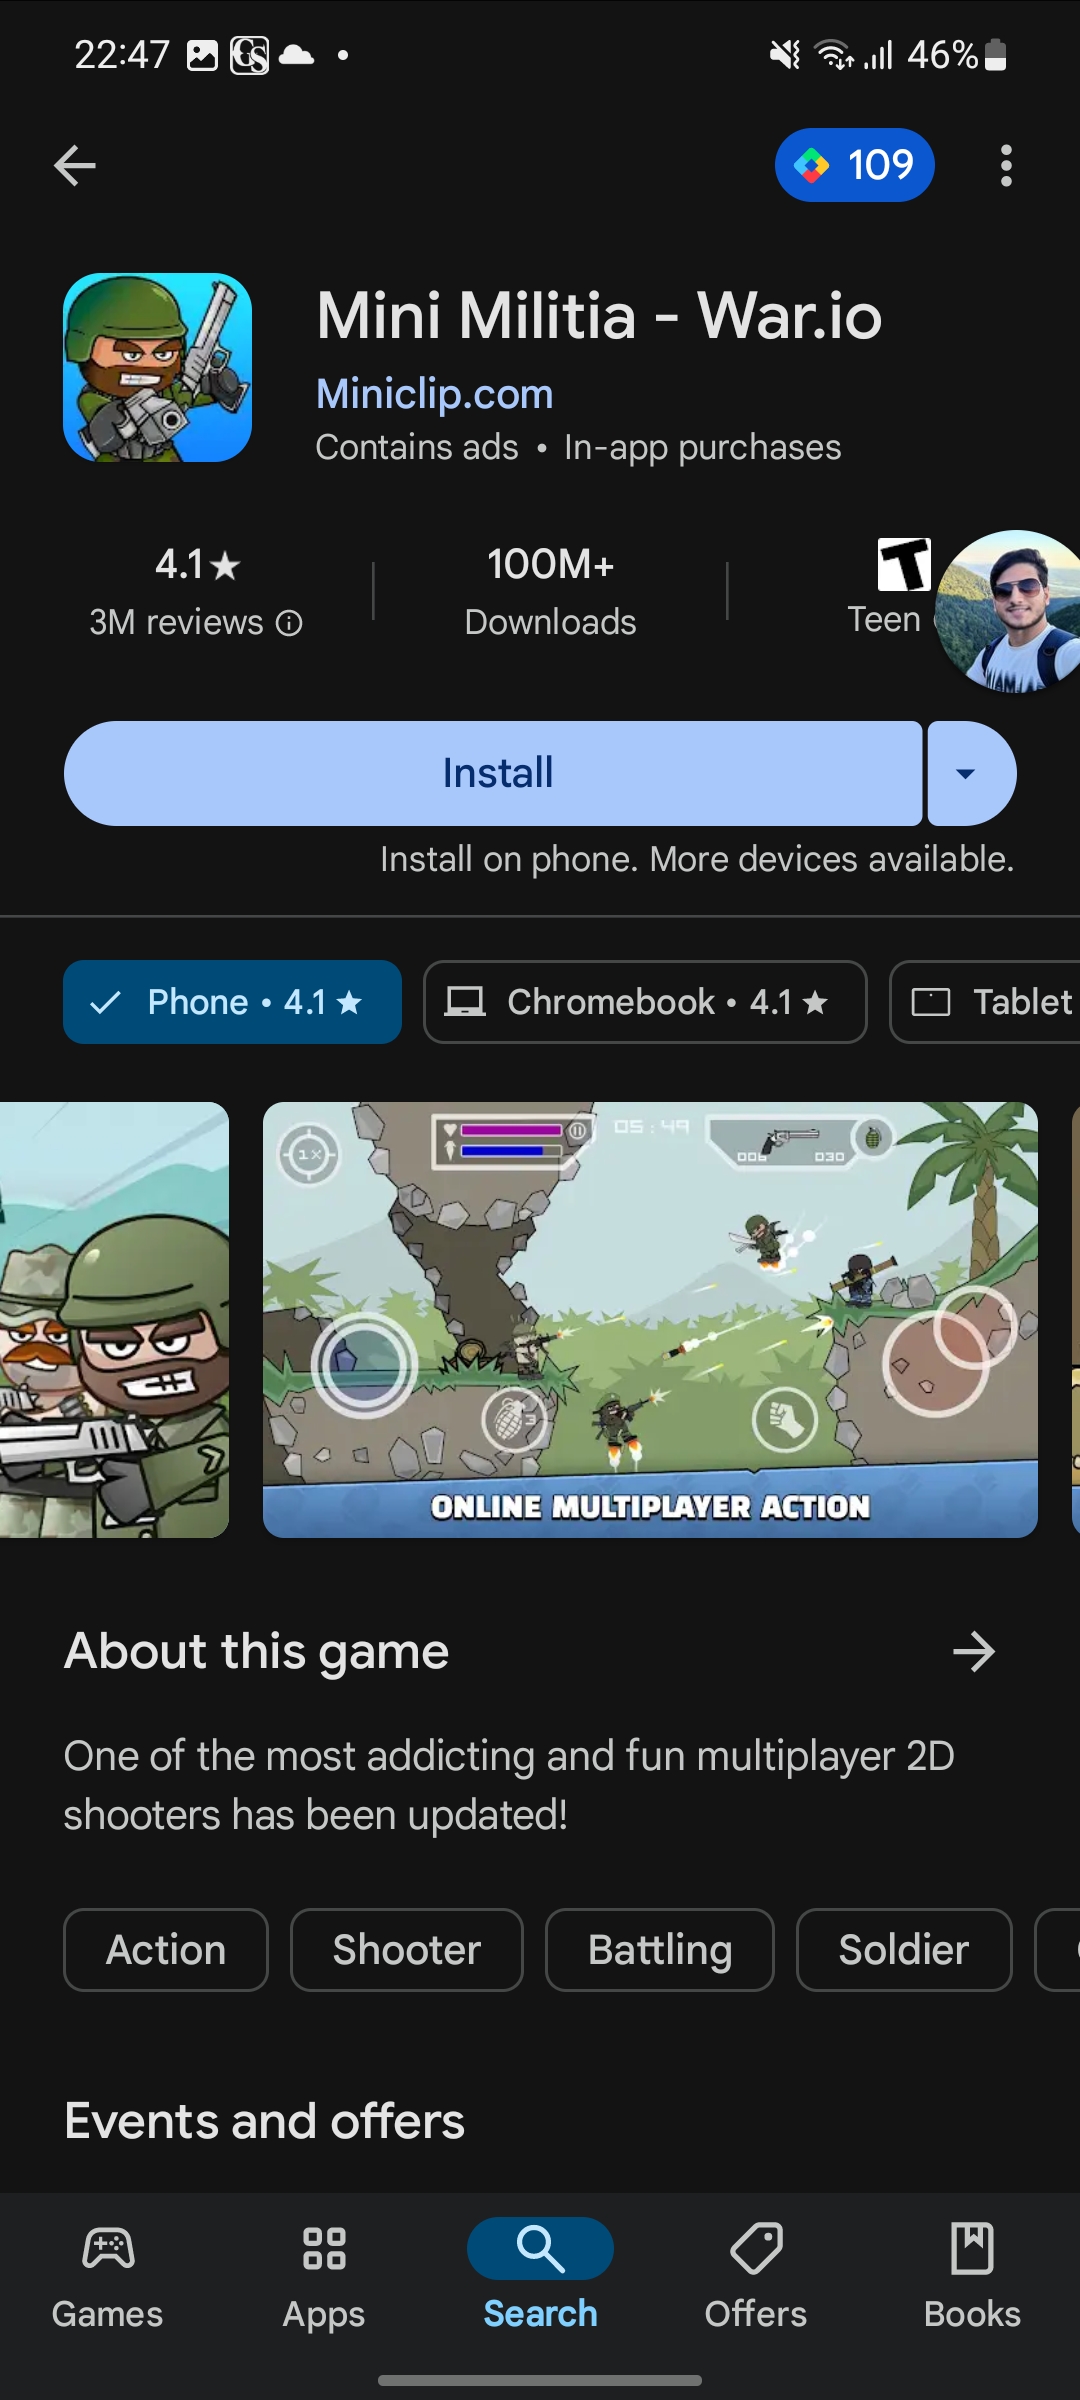 22:47
46%
109
Mini Militia - War.io
Miniclip.com
Contains ads • In-app purchases
4.1★
3M reviews
100M+
Downloads
T
Teen
Install
Install on phone. More devices available.
Phone • 4.1★
Chromebook • 4.1★
Tablet
1×
05:49
006
030
3
ONLINE MULTIPLAYER ACTION
About this game
One of the most addicting and fun multiplayer 2D
shooters has been updated!
Action
Shooter
Battling
Soldier
Events and offers
Games
Apps
Search
Offers
Books